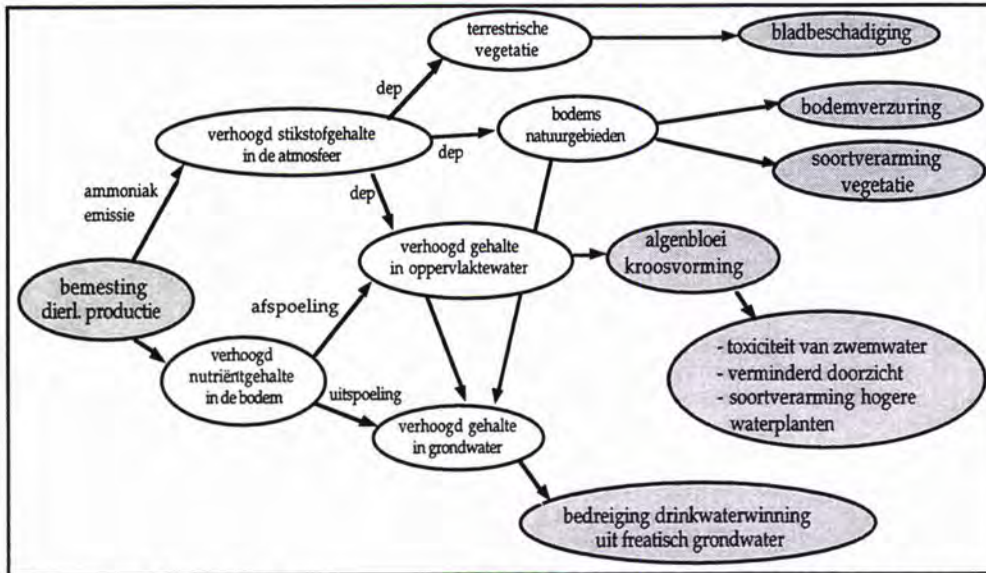 terrestrische
vegetatie
bladbeschadiging
dep
bodems
natuurgebieden
bodemverzuring
verhoogd stikstofgehalte
in de atmosfeer
dep
soortverarming
vegetatie
dep
ammoniak
emissie
verhoogd gehalte
in oppervlaktewater
algenbloei
kroosvorming
bemesting
dierl. productie
afspoeling
verhoogd
nutriëntgehalte
in de bodem
- toxiciteit van zwemwater
- verminderd doorzicht
- soortverarming hogere
waterplanten
uitspoeling
verhoogd gehalte
in grondwater
bedreiging drinkwaterwinning
uit freatisch grondwater